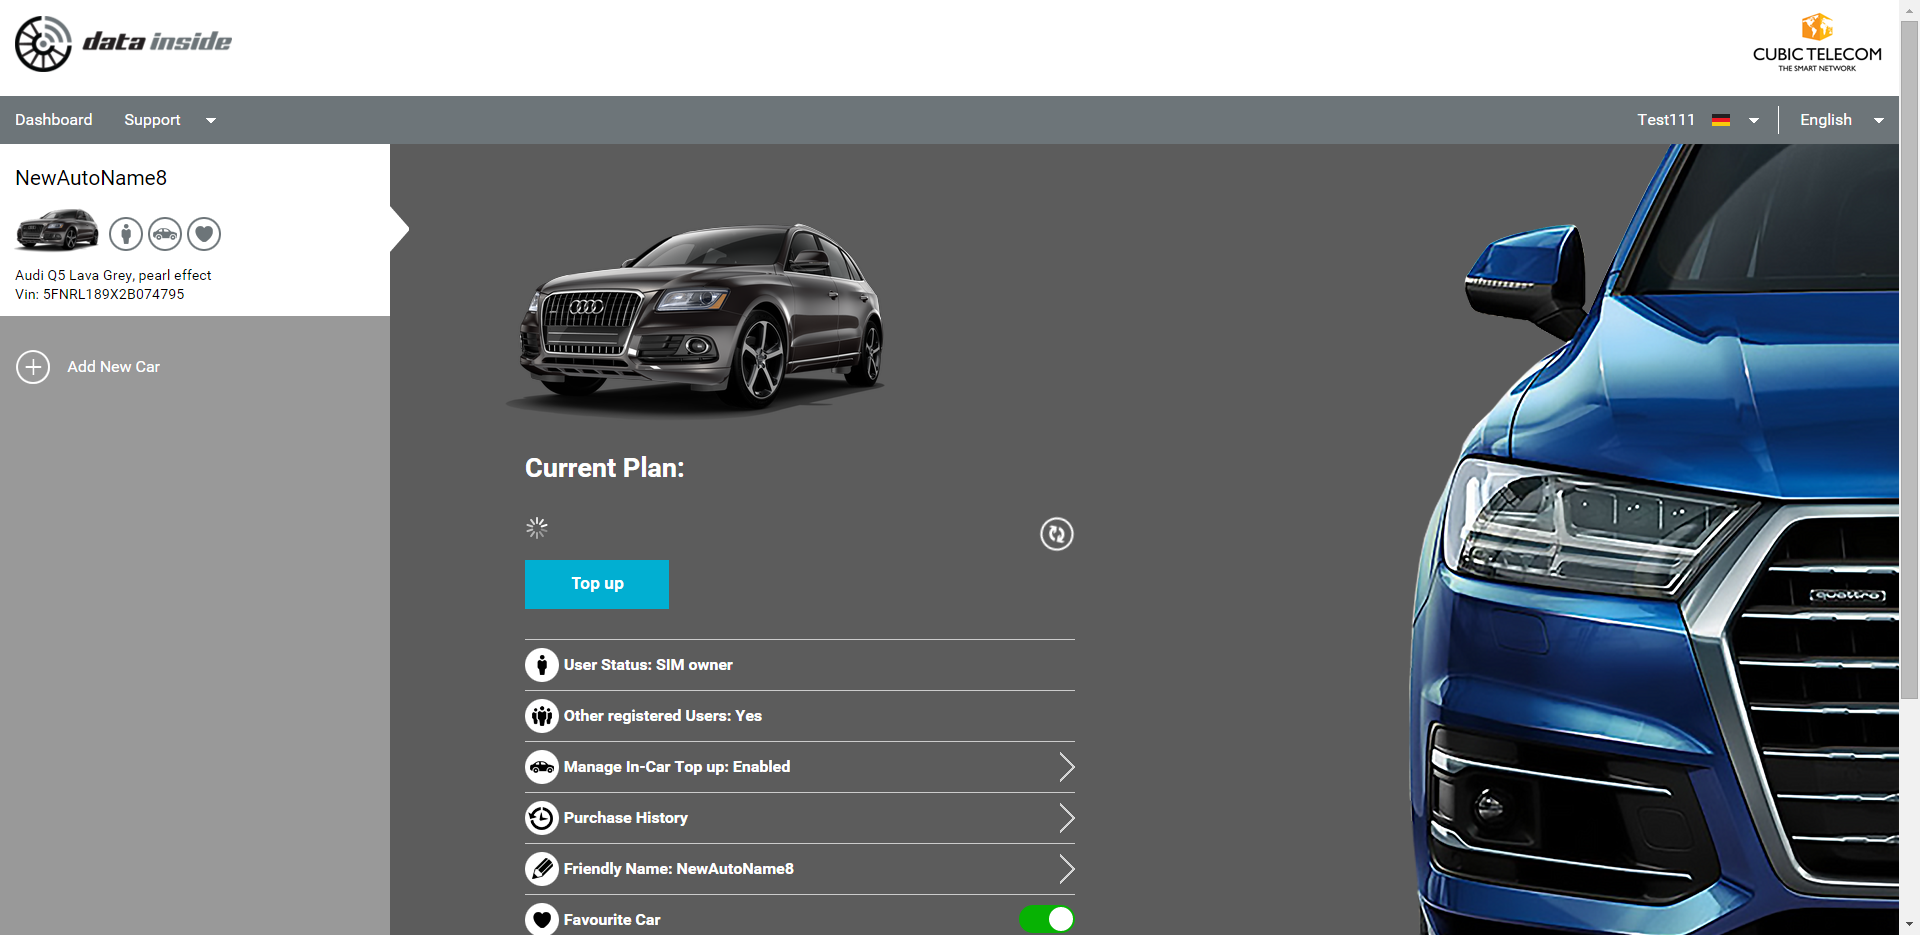 data inside
CUBIC TELECOM
THE SMART NETWORK
Dashboard
Support
Test111
English
NewAutoName8
Audi Q5 Lava Grey, pearl effect
Vin: 5FNRL189X2B074795
Add New Car
Current Plan:
Top up
quattro
User Status: SIM owner
Other registered Users: Yes
Manage In-Car Top up: Enabled
Purchase History
Friendly Name: NewAutoName8
Favourite Car